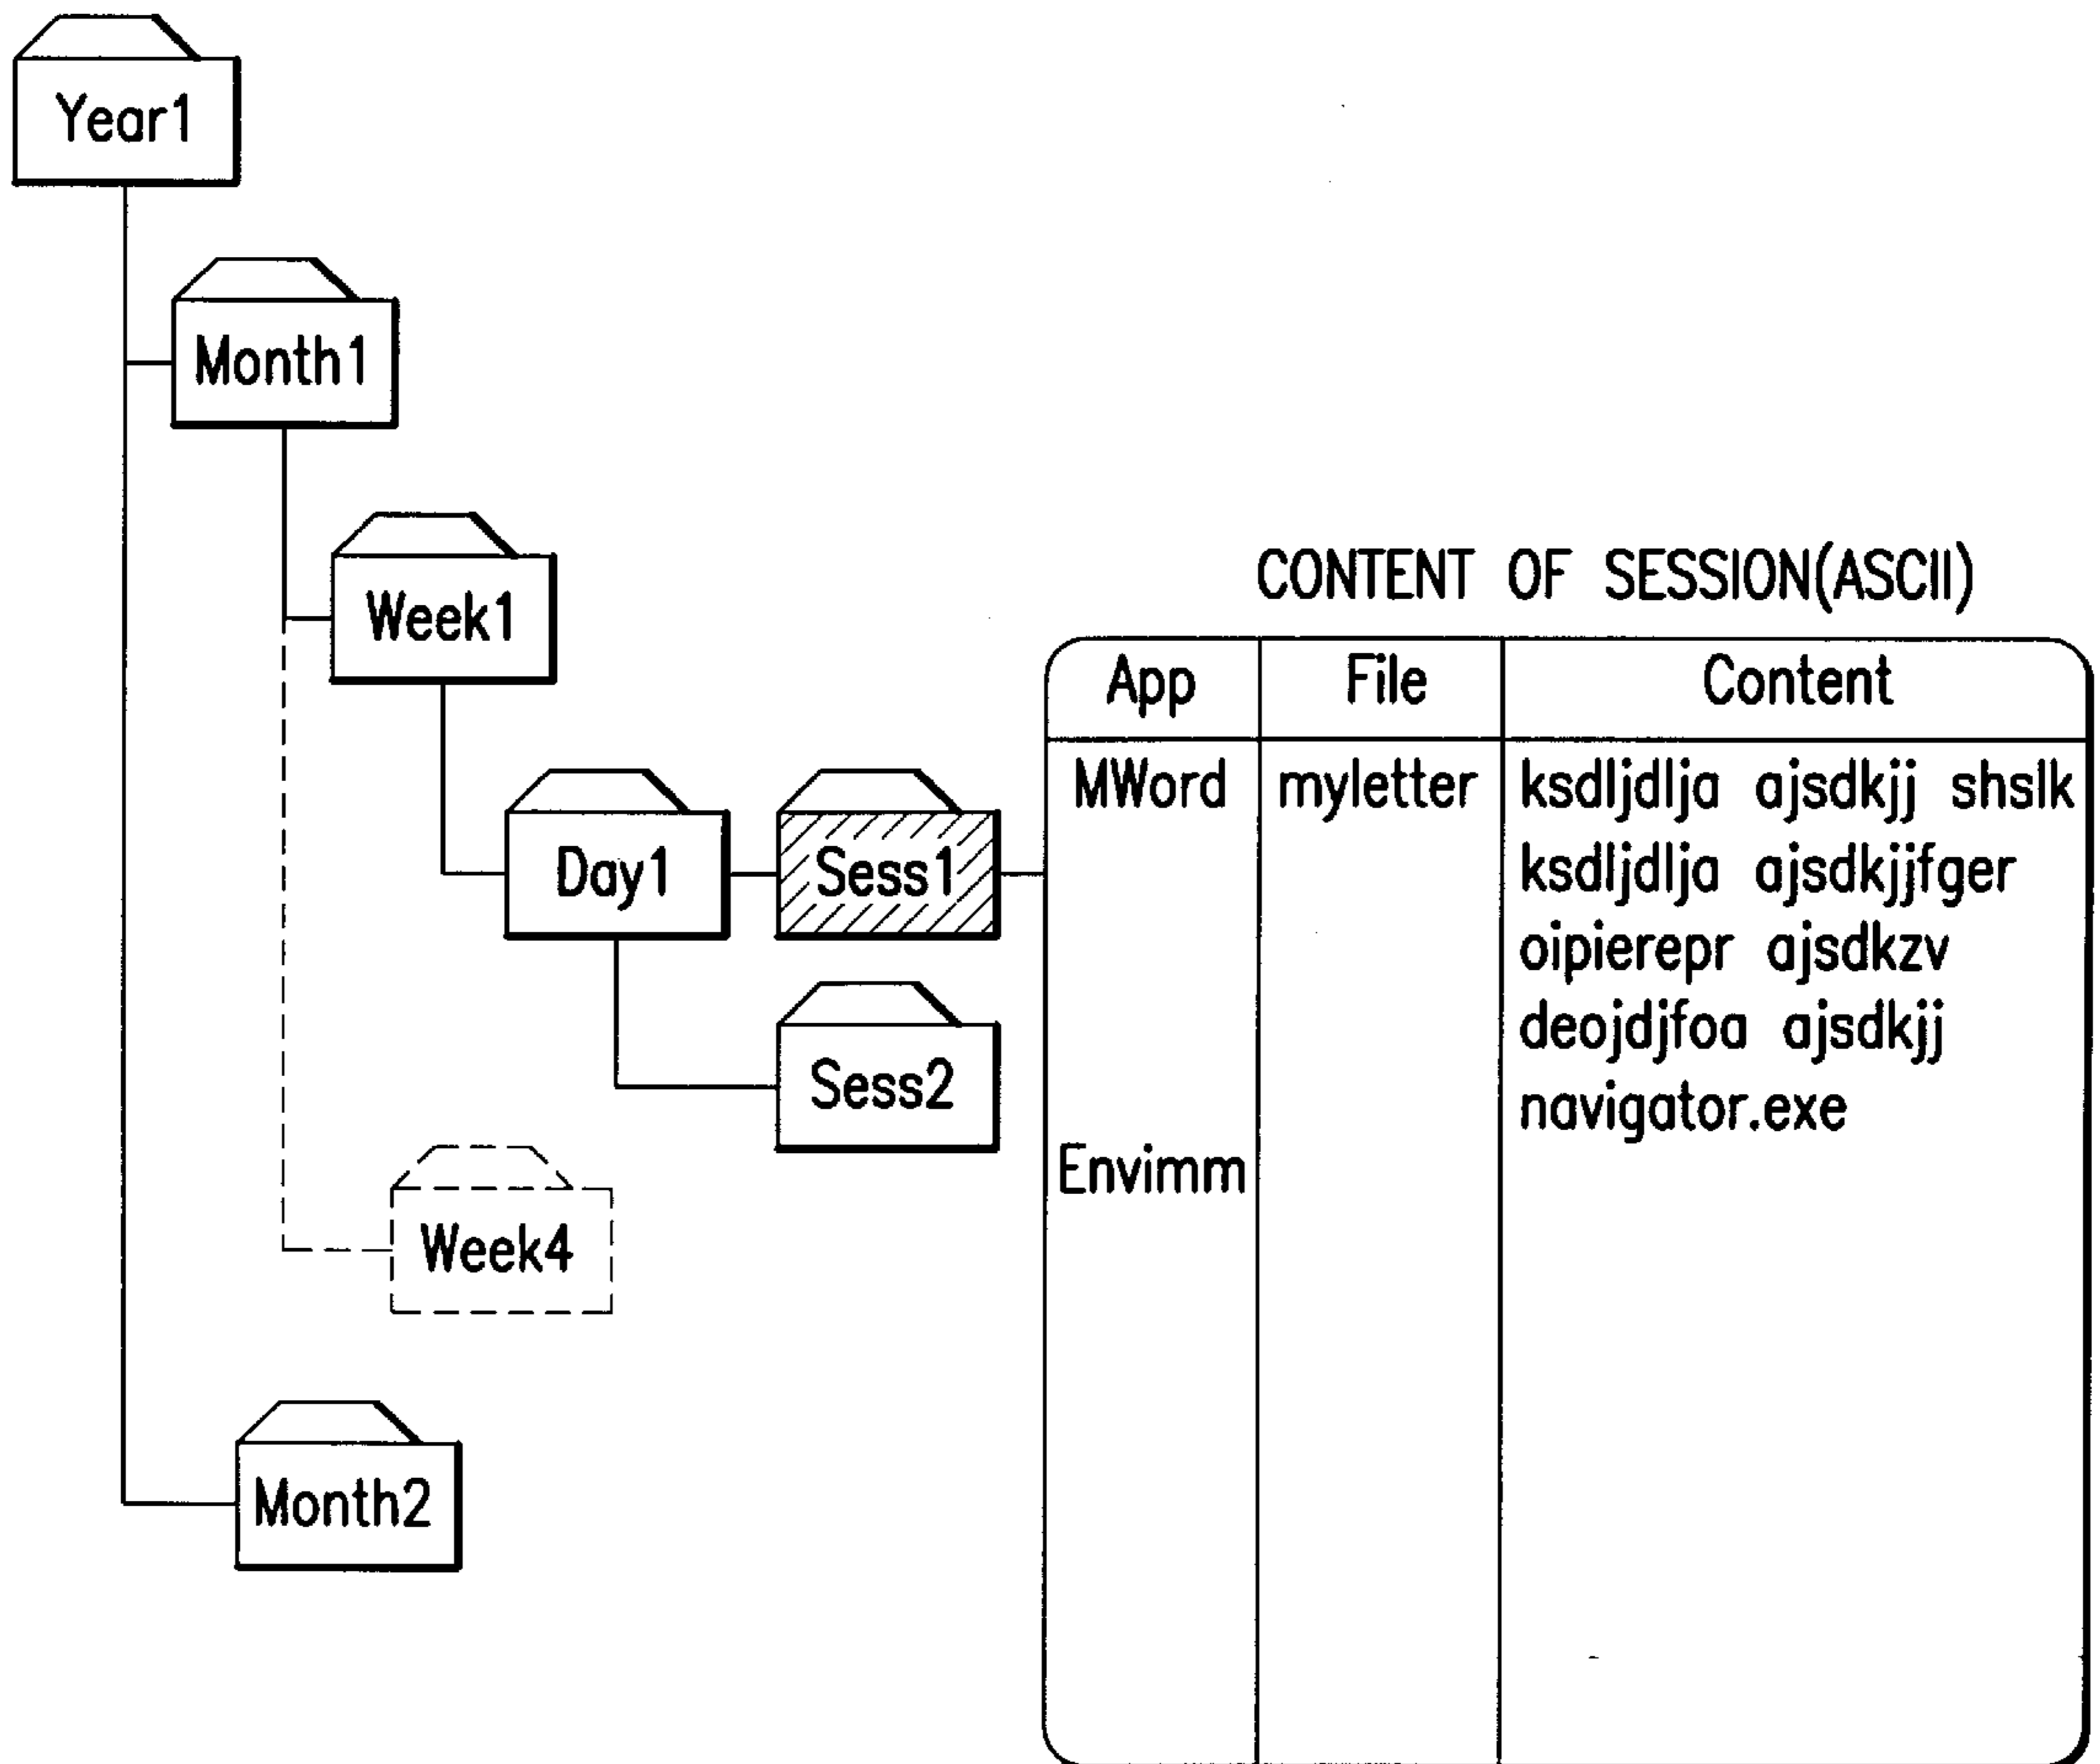 Year1
Month1
Week1
CONTENT OF SESSION(ASCII)
App File Content
MWord myletter ksdljdlja ajsdkjj shslk
Day1 Sess1 ksdljdlja ajsdkjjfger
oipierepr ajsdkzv
deojdjfoa ajsdkjj
Sess2 navigator.exe
Envimm
Week4
Month2